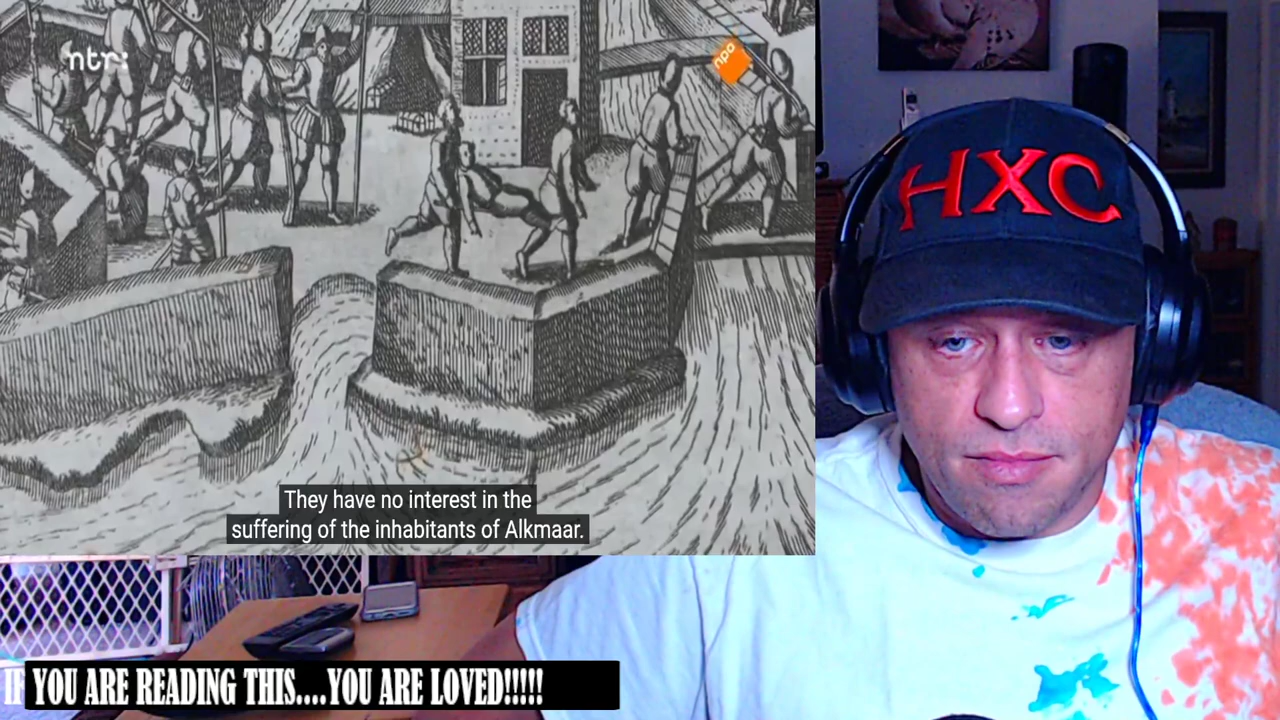 ntr:
npo
HXC
They have no interest in the
suffering of the inhabitants of Alkmaar.
IF YOU ARE READING THIS....YOU ARE LOVED!!!!!